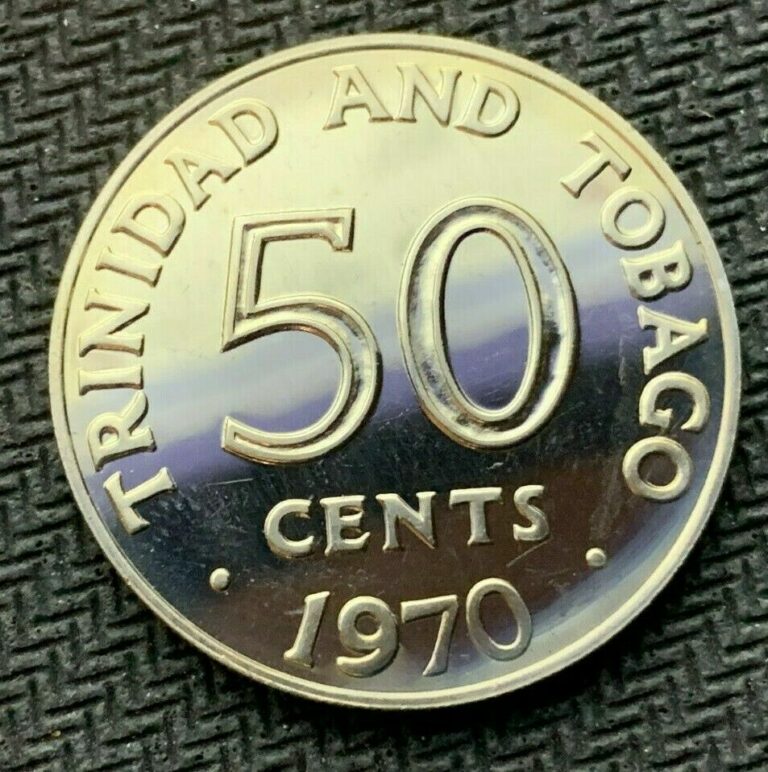 TRINIDAD AND TOBAGO
50
CENTS
• 1970 •